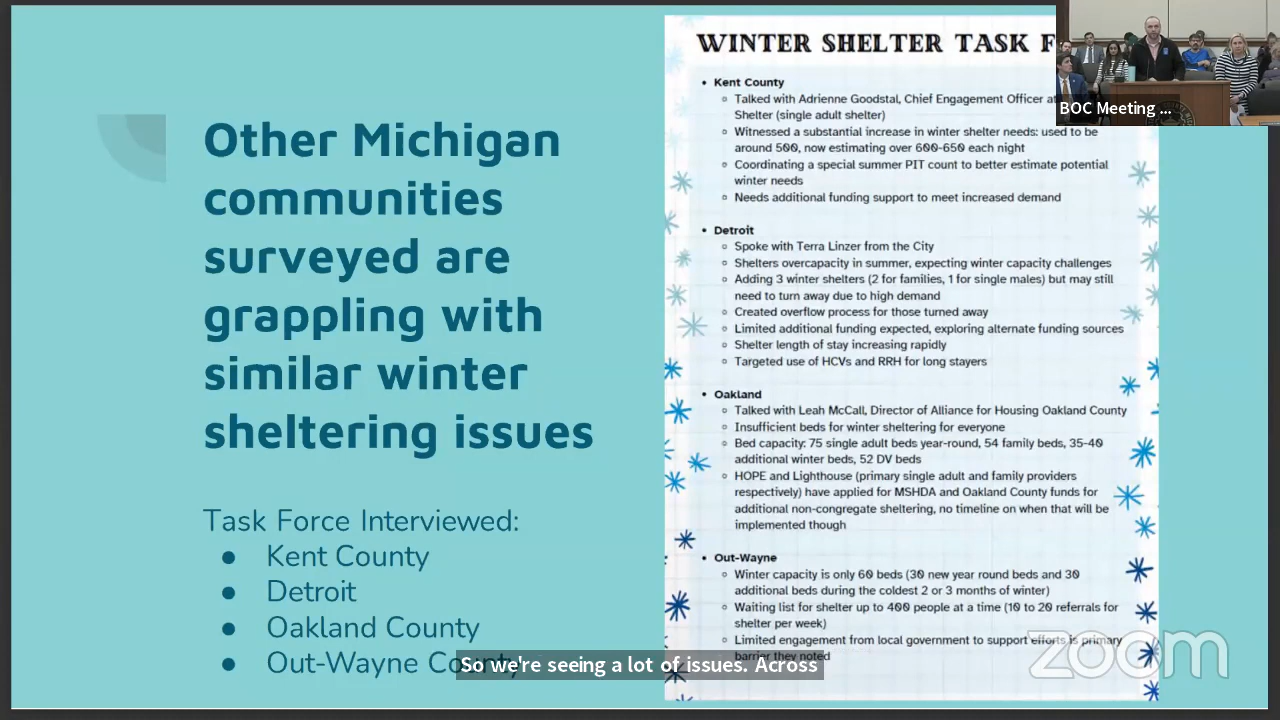 Other Michigan
communities
surveyed are
grappling with
similar winter
sheltering issues
Task Force Interviewed:
● Kent County
● Detroit
● Oakland County
● Out-Wayne County
WINTER SHELTER TASK F
• Kent County
Talked with Adrienne Goodstal, Chief Engagement Officer at
Shelter (single adult shelter)
Witnessed a substantial increase in winter shelter needs: used to be
around 500, now estimating over 600-650 each night
Coordinating a special summer PIT count to better estimate potential
winter needs
Needs additional funding support to meet increased demand
• Detroit
Spoke with Terra Linzer from the City
Shelters overcapacity in summer, expecting winter capacity challenges
Adding 3 winter shelters (2 for families, 1 for single males) but may still
need to turn away due to high demand
Created overflow process for those turned away
Limited additional funding expected, exploring alternate funding sources
Shelter length of stay increasing rapidly
Targeted use of HCVs and RRH for long stayers
• Oakland
Talked with Leah McCall, Director of Alliance for Housing Oakland County
Insufficient beds for winter sheltering for everyone
Bed capacity: 75 single adult beds year-round, 54 family beds, 35-40
additional winter beds, 52 DV beds
HOPE and Lighthouse (primary single adult and family providers
respectively) have applied for MSHDA and Oakland County funds for
additional non-congregate sheltering, no timeline on when that will be
implemented though
• Out-Wayne
Winter capacity is only 60 beds (30 new year round beds and 30
additional beds during the coldest 2 or 3 months of winter)
Waiting list for shelter up to 400 people at a time (10 to 20 referrals for
shelter per week)
Limited engagement from local government to support efforts is primary
barrier they noted
BOC Meeting ...
So we're seeing a lot of issues. Across
zoom